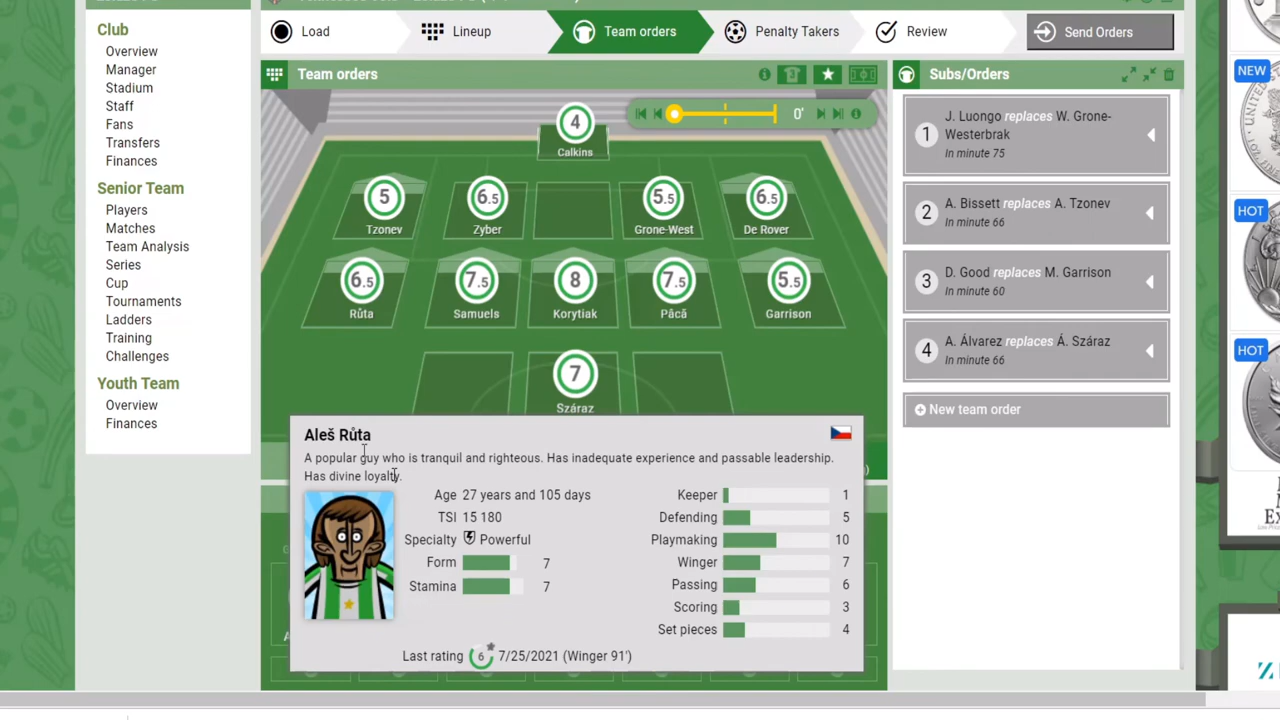 Club
Overview
Manager
Stadium
Staff
Fans
Transfers
Finances
Senior Team
Players
Matches
Team Analysis
Series
Cup
Tournaments
Ladders
Training
Challenges
Youth Team
Overview
Finances
Load
Lineup
Team orders
Penalty Takers
Review
Send Orders
Team orders
0'
4
Calkins
5
Tzonev
6.5
Zyber
5.5
Grone-West
6.5
De Rover
6.5
Růta
7.5
Samuels
8
Korytiak
7.5
Pâcă
5.5
Garrison
7
Száraz
Aleš Růta
A popular guy who is tranquil and righteous. Has inadequate experience and passable leadership.
Has divine loyalty.
Age 27 years and 105 days
TSI 15 180
Specialty Powerful
Form 7
Stamina 7
Keeper 1
Defending 5
Playmaking 10
Winger 7
Passing 6
Scoring 3
Set pieces 4
Last rating 6 7/25/2021 (Winger 91')
Subs/Orders
1
J. Luongo replaces W. Grone-
Westerbrak
In minute 75
2
A. Bissett replaces A. Tzonev
In minute 66
3
D. Good replaces M. Garrison
In minute 60
4
A. Álvarez replaces Á. Száraz
In minute 66
New team order
NEW
HOT
HOT